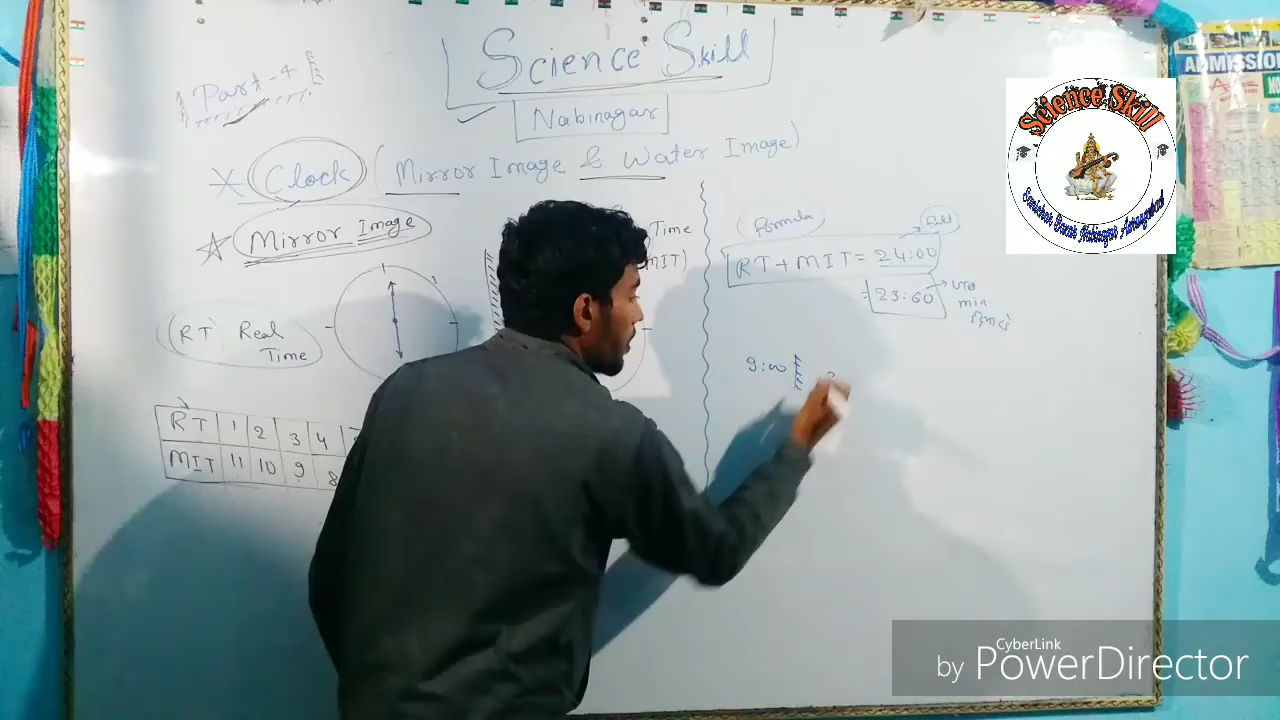 Part-4
Science Skill
Nabinagar
Clock (Mirror Image & Water Image)
Mirror Image
Time
MIT)
RT Real
Time
RT 1 2 3 4
MIT 11 10 9 8
Formula
RT + MIT = 24:00
= 23:60
min
9:00
ADMISSION
Science Skill
by CyberLink
PowerDirector